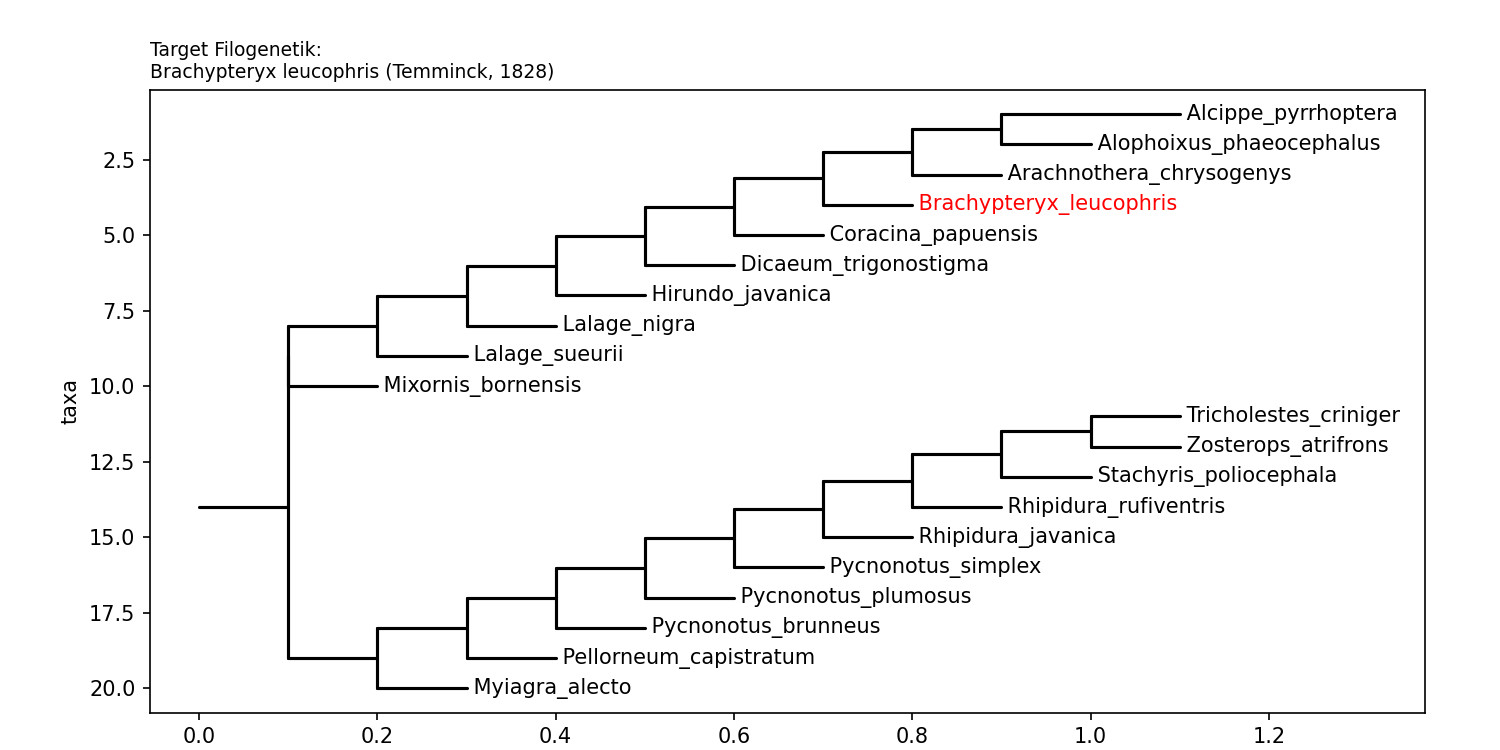 Target Filogenetik:
Brachypteryx leucophris (Temminck, 1828)
Alcippe_pyrrhoptera
Alophoixus_phaeocephalus
2.5
Arachnothera_chrysogenys
Brachypteryx_leucophris
5.0
Coracina_papuensis
Dicaeum_trigonostigma
Hirundo_javanica
7.5
Lalage_nigra
Lalage_sueurii
10.0
Mixornis_bornensis
taxa
Tricholestes_criniger
Zosterops_atrifrons
12.5
Stachyris_poliocephala
Rhipidura_rufiventris
15.0
Rhipidura_javanica
Pycnonotus_simplex
Pycnonotus_plumosus
17.5
Pycnonotus_brunneus
Pellorneum_capistratum
20.0
Myiagra_alecto
0.0 0.2 0.4 0.6 0.8 1.0 1.2